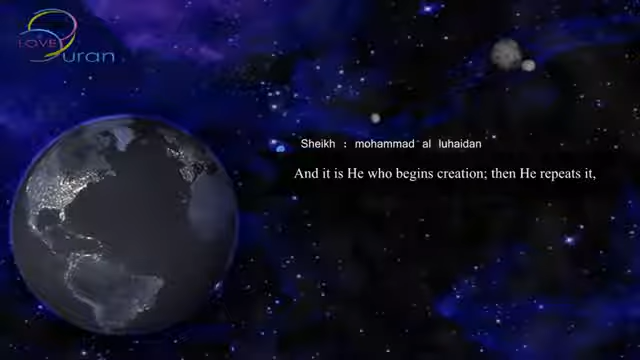 LOVE
Quran
Sheikh : mohammad al luhaidan
And it is He who begins creation; then He repeats it,